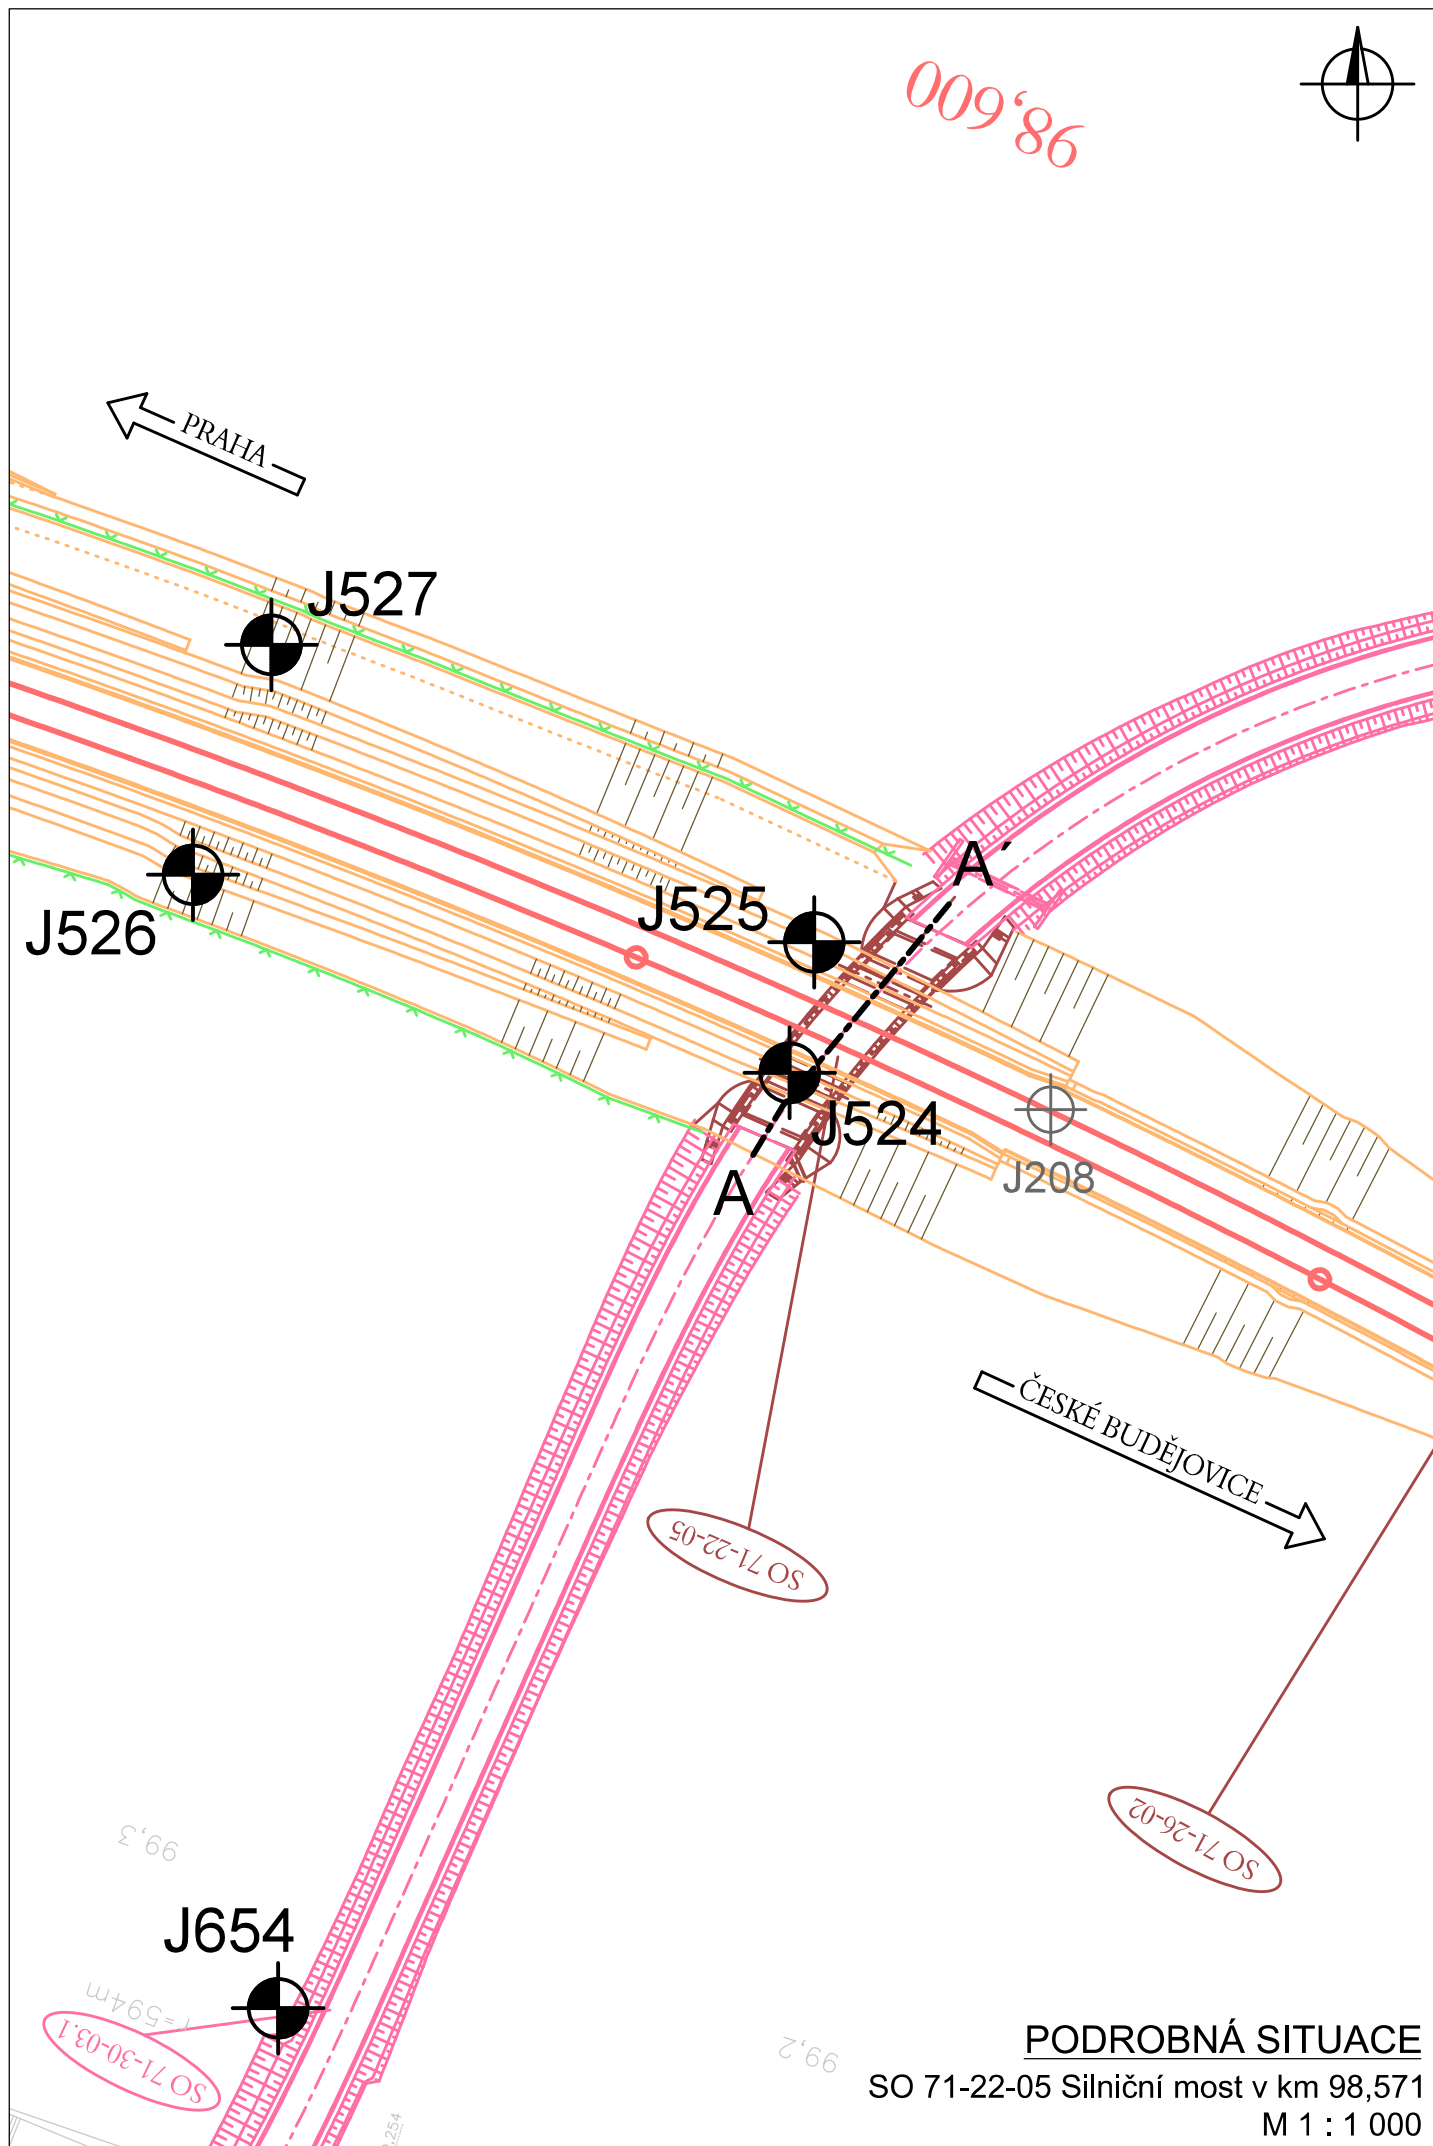 98,600
PRAHA
J527
J526
J525
A´
J524
A
J208
ČESKÉ BUDĚJOVICE
SO 71-22-05
SO 71-26-02
99,3
J654
r=594m
SO 71-30-03.1
99,2
PODROBNÁ SITUACE
SO 71-22-05 Silniční most v km 98,571
M 1 : 1 000